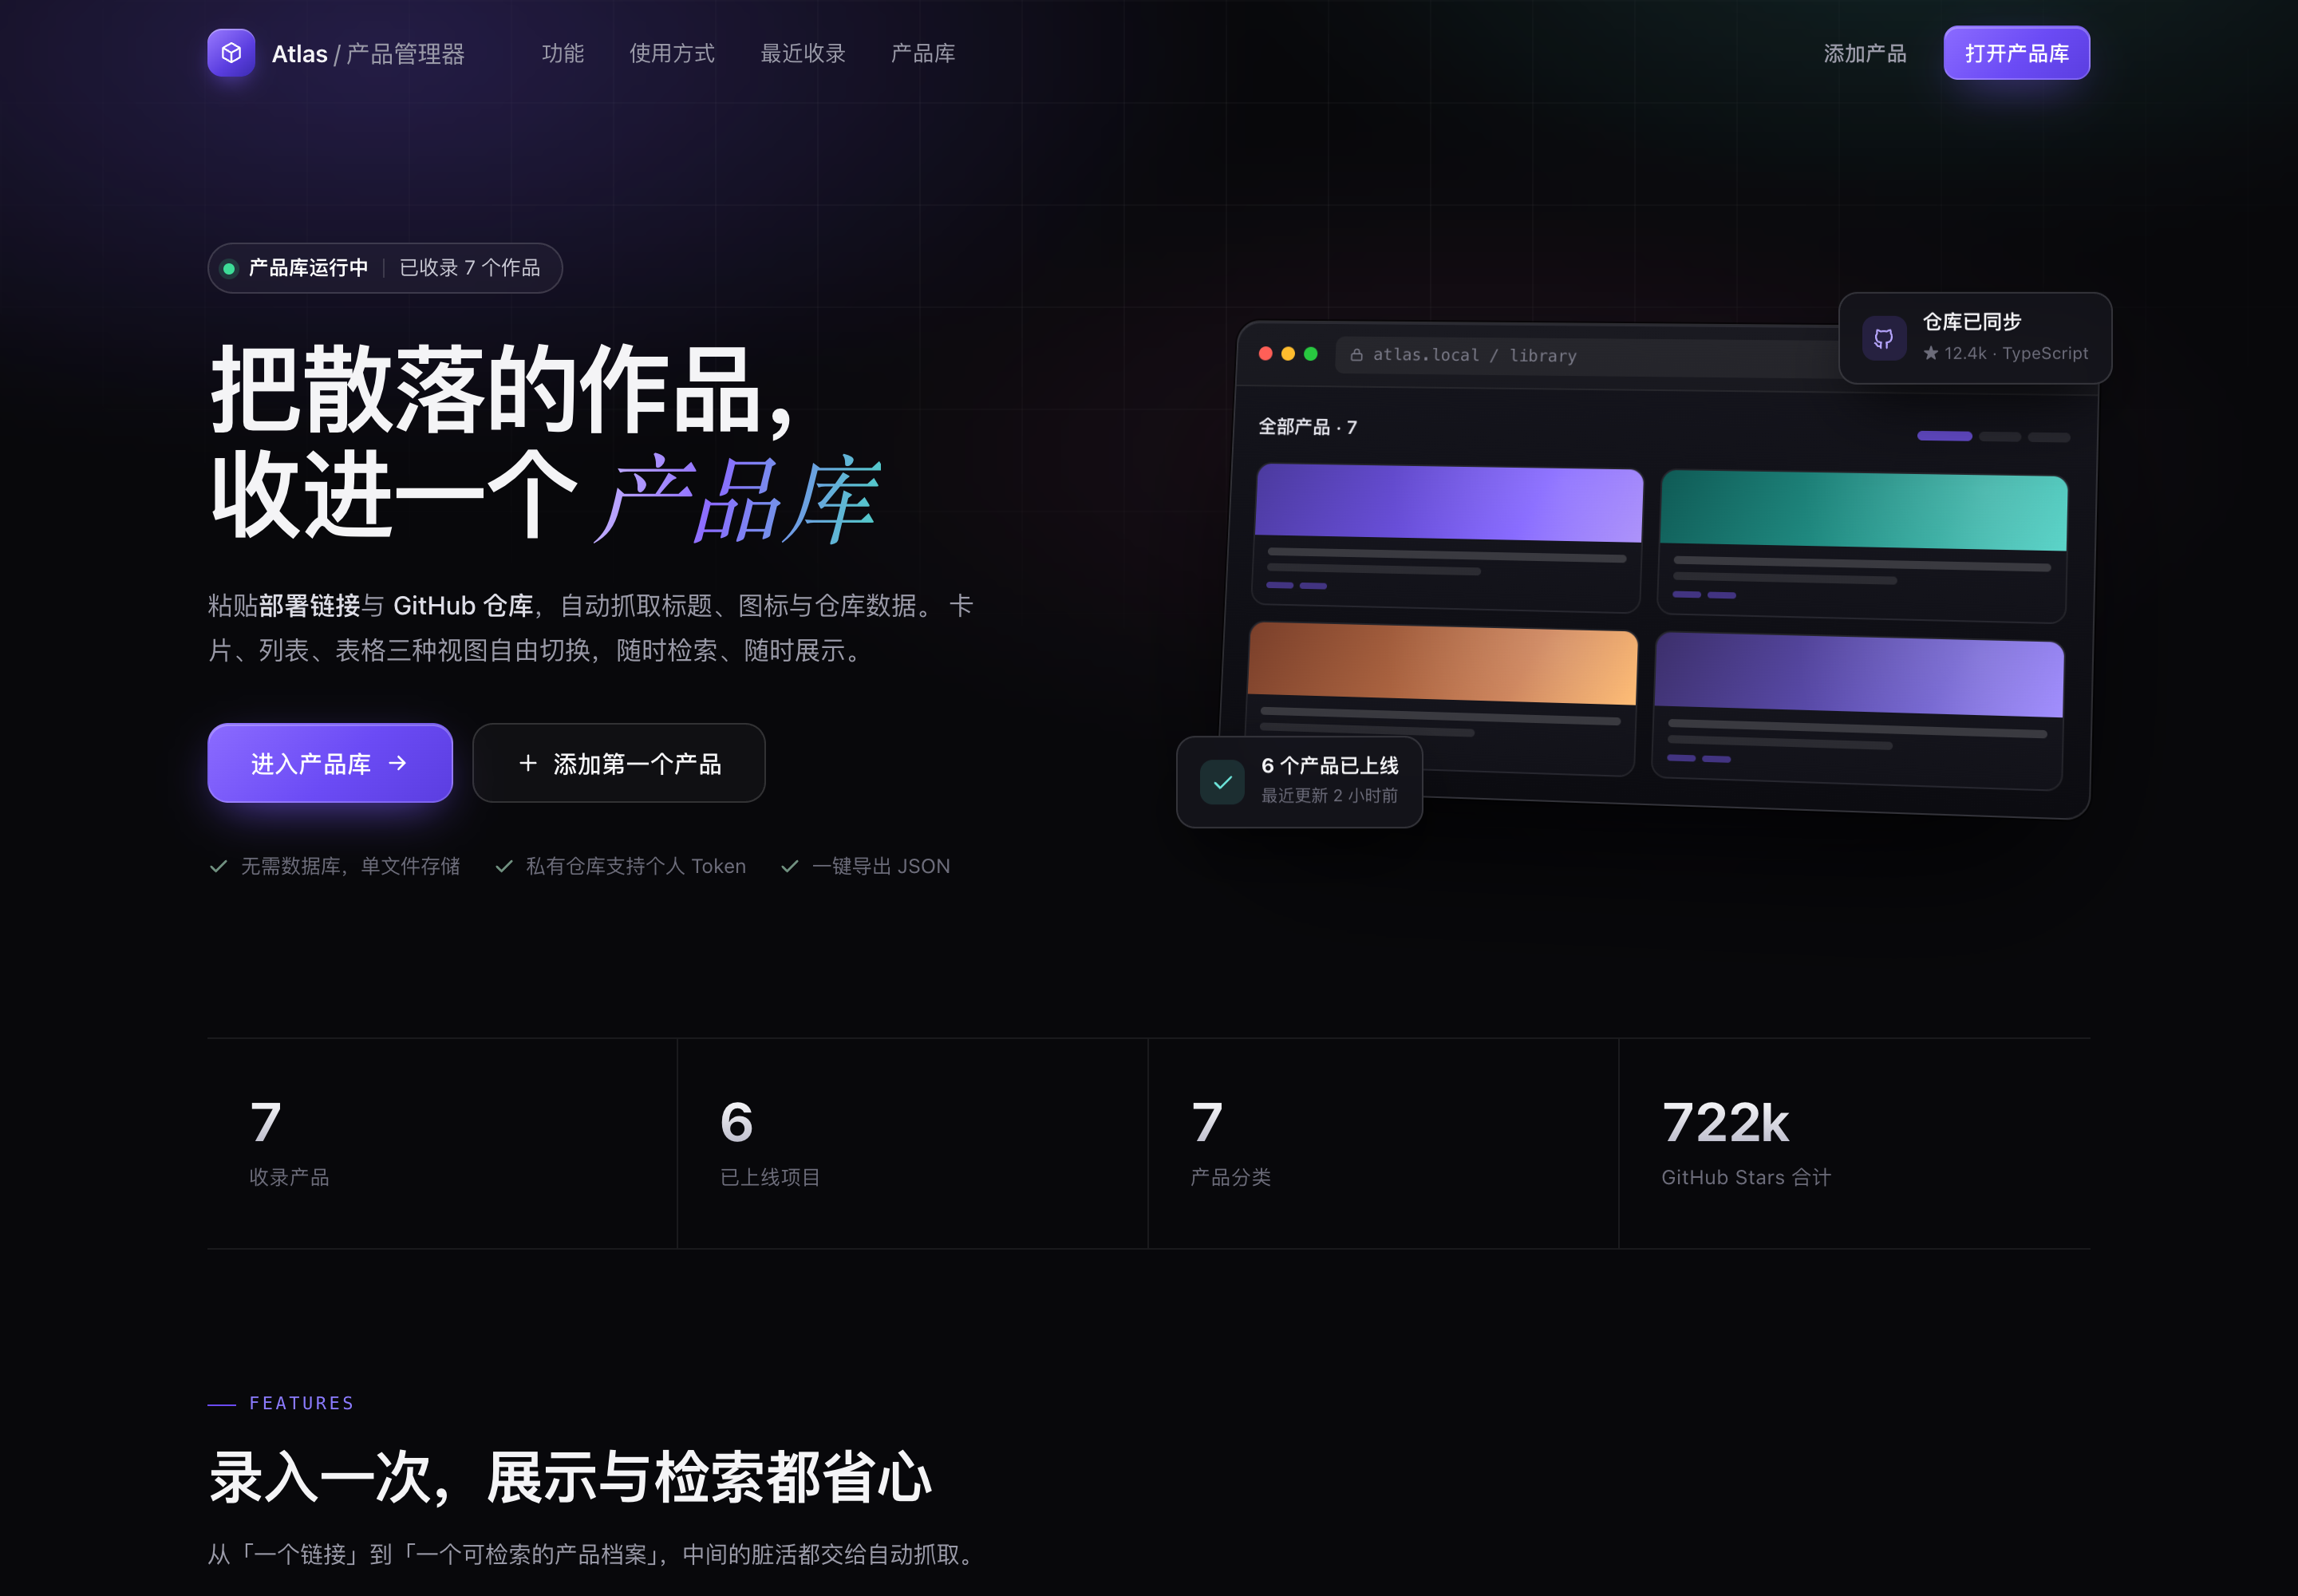 Atlas / 产品管理器
功能
使用方式
最近收录
产品库
添加产品
打开产品库
产品库运行中
已收录 7 个作品
把散落的作品，
收进一个 产品库
粘贴部署链接与 GitHub 仓库，自动抓取标题、图标与仓库数据。 卡
片、列表、表格三种视图自由切换，随时检索、随时展示。
进入产品库 →
+ 添加第一个产品
无需数据库，单文件存储
私有仓库支持个人 Token
一键导出 JSON
atlas.local / library
仓库已同步
★ 12.4k · TypeScript
全部产品 · 7
6 个产品已上线
最近更新 2 小时前
7
收录产品
6
已上线项目
7
产品分类
722k
GitHub Stars 合计
FEATURES
录入一次，展示与检索都省心
从「一个链接」到「一个可检索的产品档案」，中间的脏活都交给自动抓取。